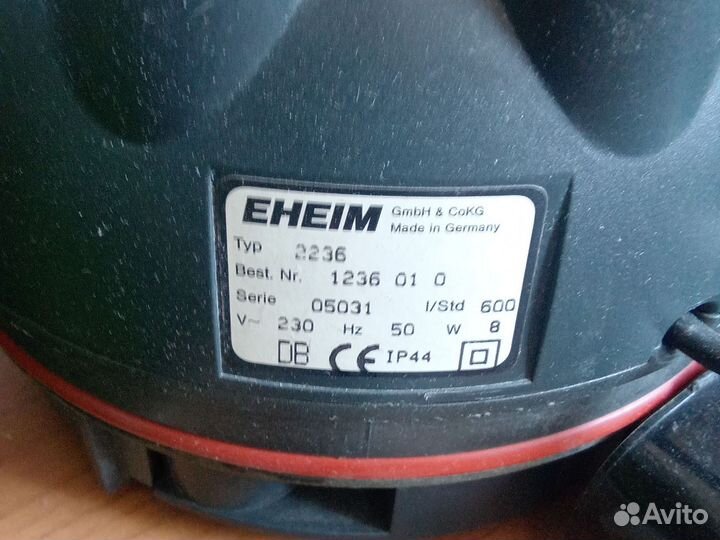 EHEIM GmbH & CoKG
Made in Germany
Typ 2236
Best. Nr. 1236 01 0
Serie 05031 l/Std 600
V~ 230 Hz 50 W 8
DB CE IP44
Avito